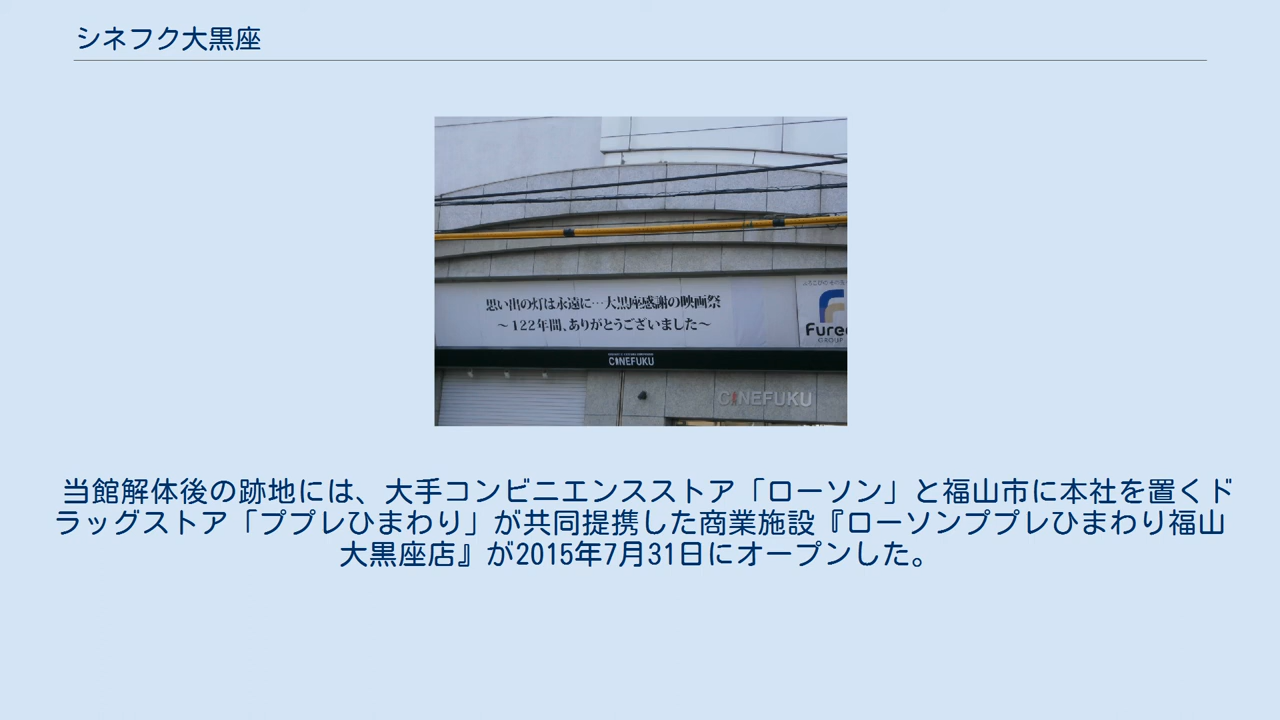 シネフク大黒座
思い出の灯は永遠に…大黒座感謝の映画祭
～122年間、ありがとうございました～
Fure
GROUP
CINEFUKU
CINEFUKU
当館解体後の跡地には、大手コンビニエンスストア「ローソン」と福山市に本社を置くド
ラッグストア「ププレひまわり」が共同提携した商業施設『ローソンププレひまわり福山
大黒座店』が2015年7月31日にオープンした。